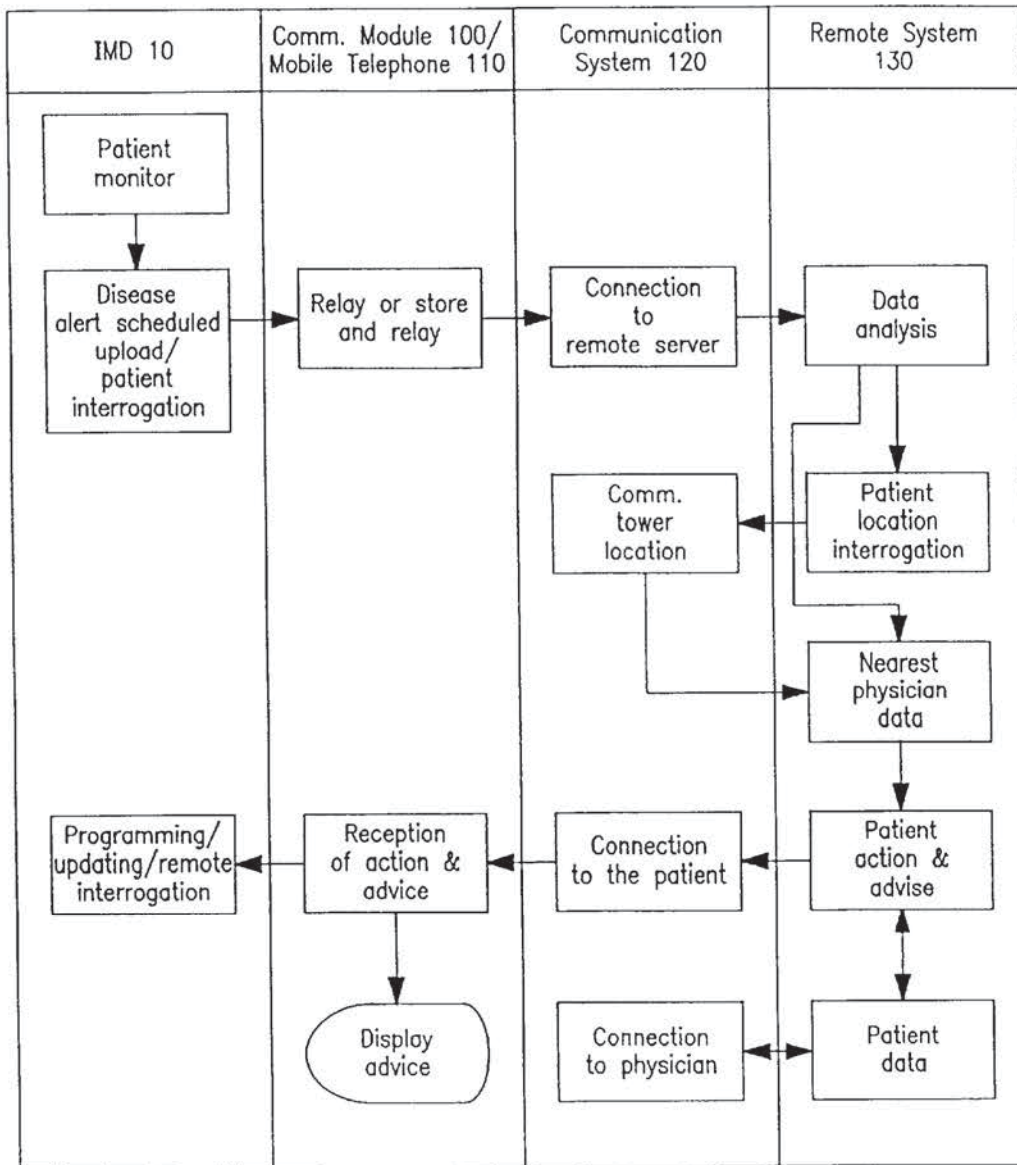 IMD 10
Comm. Module 100/
Mobile Telephone 110
Communication
System 120
Remote System
130
Patient
monitor
Disease
alert scheduled
upload/
patient
interrogation
Relay or store
and relay
Connection
to
remote server
Data
analysis
Comm.
tower
location
Patient
location
interrogation
Nearest
physician
data
Programming/
updating/remote
interrogation
Reception
of action &
advice
Connection
to the patient
Patient
action &
advise
Display
advice
Connection
to physician
Patient
data